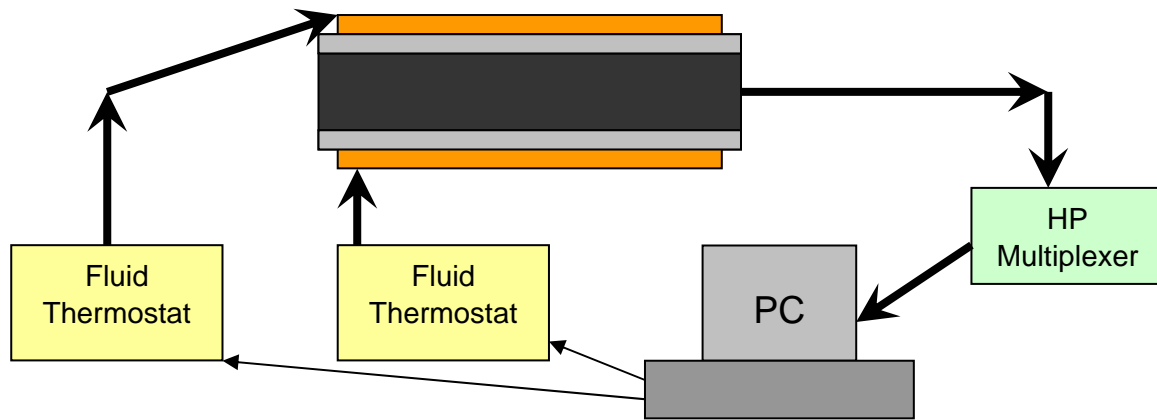 HP
Multiplexer
Fluid
Thermostat
Fluid
Thermostat
PC